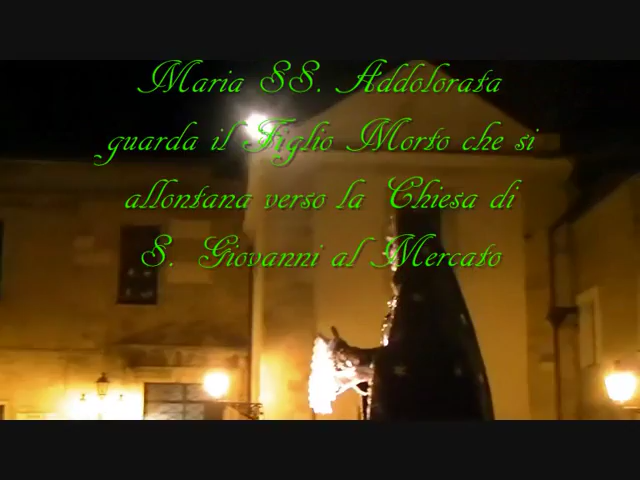 Maria SS. Addolorata
guarda il Figlio Morto che si
allontana verso la Chiesa di
S. Giovanni al Mercato